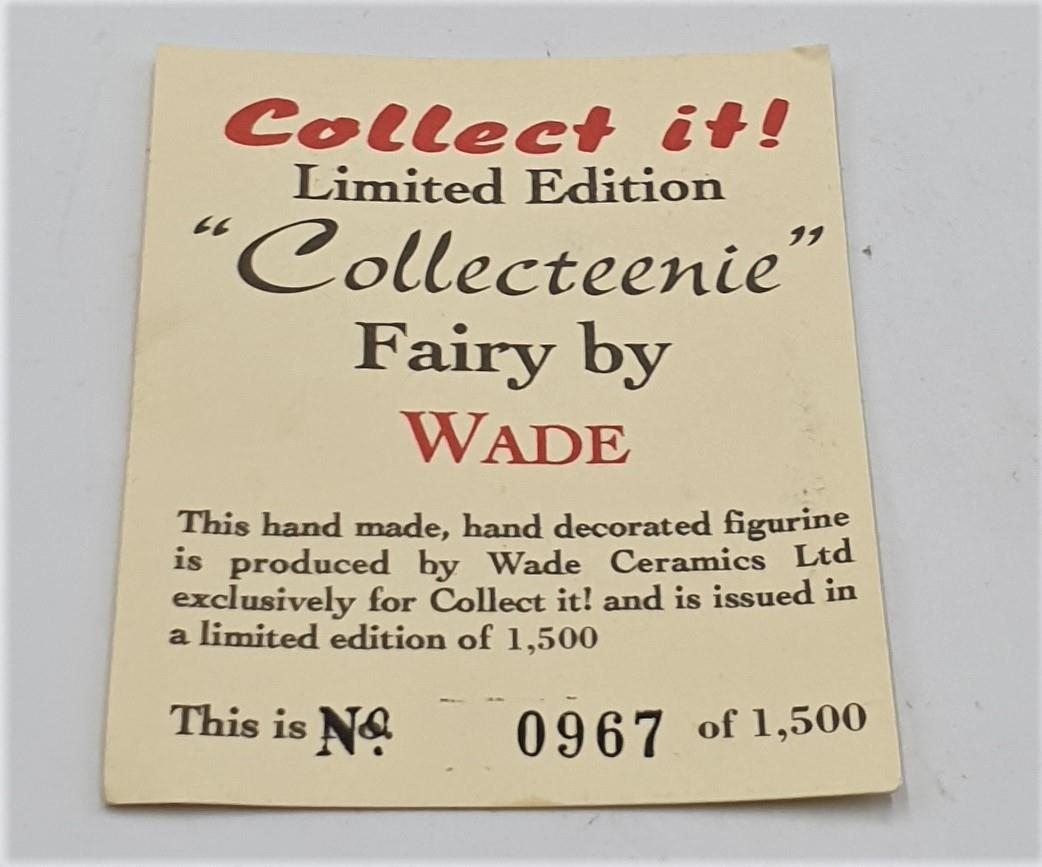 Collect it!
Limited Edition
“Collecteenie”
Fairy by
WADE
This hand made, hand decorated figurine
is produced by Wade Ceramics Ltd
exclusively for Collect it! and is issued in
a limited edition of 1,500
This is No. 0967 of 1,500